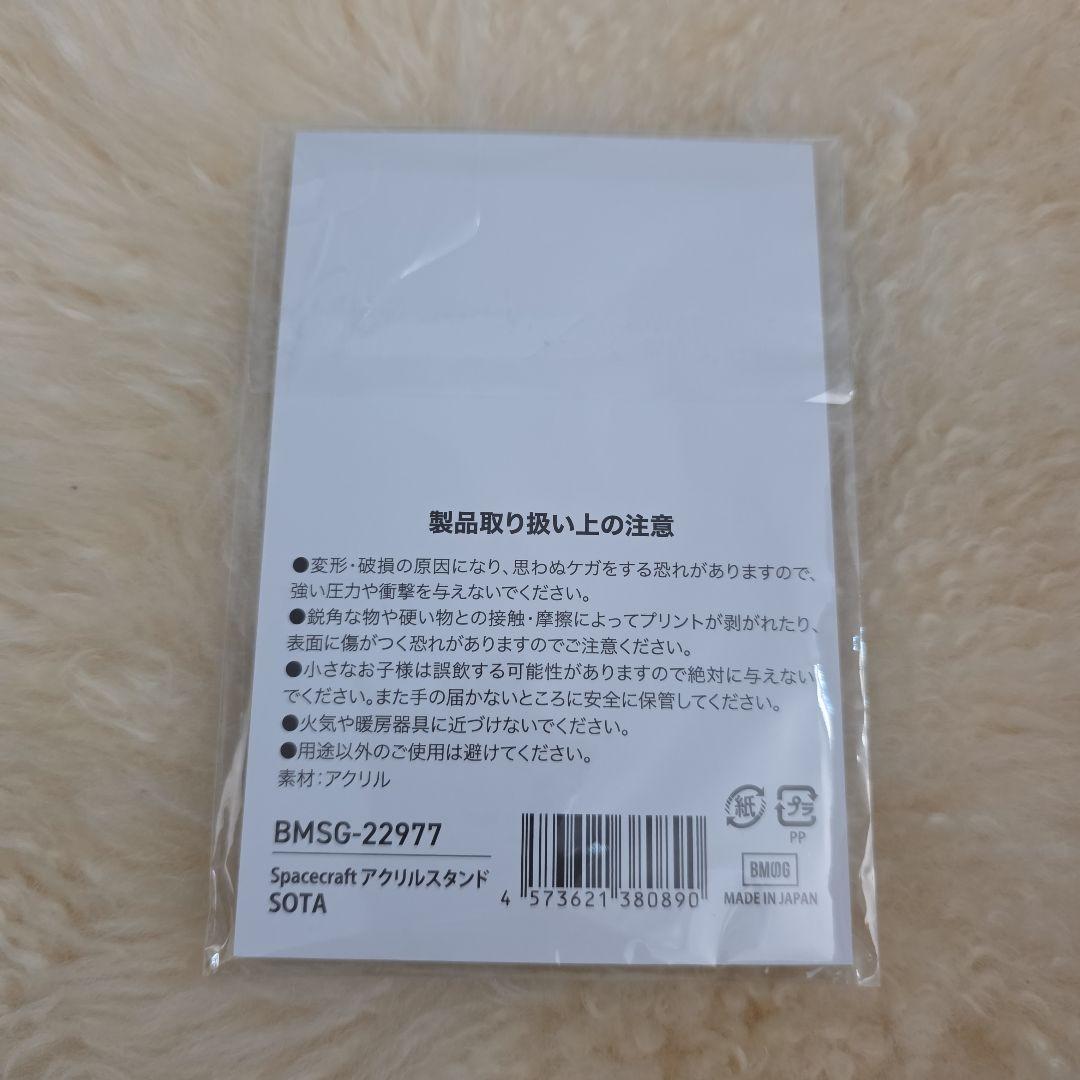 製品取り扱い上の注意
●変形・破損の原因になり、思わぬケガをする恐れがありますので、
強い圧力や衝撃を与えないでください。
●鋭角な物や硬い物との接触・摩擦によってプリントが剥がれたり、
表面に傷がつく恐れがありますのでご注意ください。
●小さなお子様は誤飲する可能性がありますので絶対に与えない
でください。また手の届かないところに安全に保管してください。
●火気や暖房器具に近づけないでください。
●用途以外のご使用は避けてください。
素材：アクリル
紙 プラ
PP
BMSG-22977
Spacecraft アクリルスタンド
SOTA
4 573621 380890
BMSG
MADE IN JAPAN